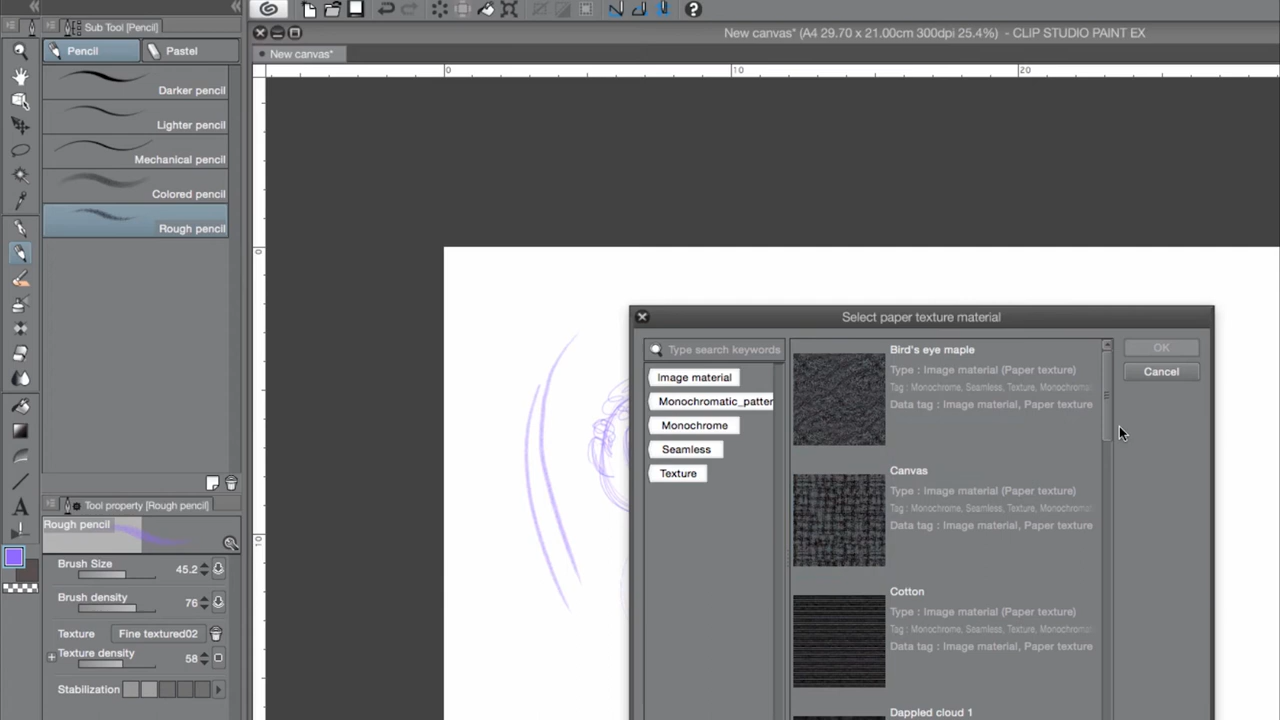 Sub Tool [Pencil]
Pencil
Pastel
Darker pencil
Lighter pencil
Mechanical pencil
Colored pencil
Rough pencil
Tool property [Rough pencil]
Rough pencil
Brush Size 45.2
Brush density 76
Texture Fine textured02
Texture density 58
Stabilization
A
New canvas* (A4 29.70 x 21.00cm 300dpi 25.4%) - CLIP STUDIO PAINT EX
New canvas*
0 10 20
0
10
Select paper texture material
Type search keywords
Image material
Monochromatic_patter
Monochrome
Seamless
Texture
Bird's eye maple
Type : Image material (Paper texture)
Tag : Monochrome, Seamless, Texture, Monochromat
Data tag : Image material, Paper texture
Canvas
Type : Image material (Paper texture)
Tag : Monochrome, Seamless, Texture, Monochromat
Data tag : Image material, Paper texture
Cotton
Type : Image material (Paper texture)
Tag : Monochrome, Seamless, Texture, Monochromat
Data tag : Image material, Paper texture
Dappled cloud 1
OK
Cancel